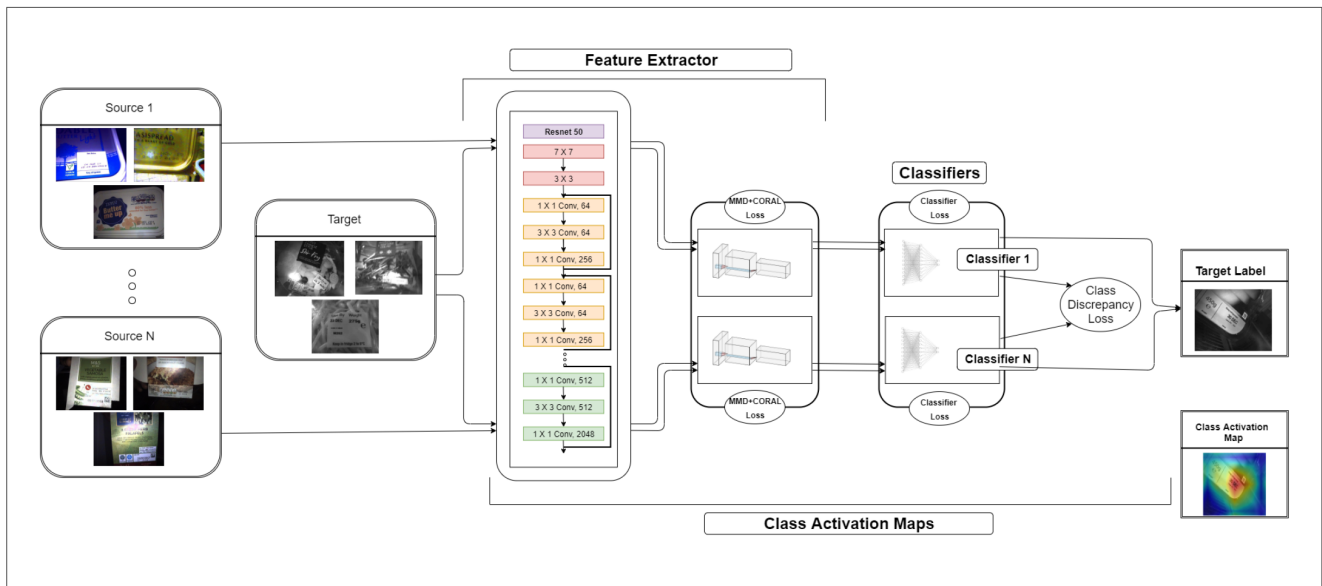 Feature Extractor
Source 1
Resnet 50
7 X 7
3 X 3
1 X 1 Conv, 64
3 X 3 Conv, 64
1 X 1 Conv, 256
1 X 1 Conv, 64
3 X 3 Conv, 64
1 X 1 Conv, 256
1 X 1 Conv, 512
3 X 3 Conv, 512
1 X 1 Conv, 2048
Target
Source N
MMD+CORAL
Loss
MMD+CORAL
Loss
Classifiers
Classifier
Loss
Classifier 1
Classifier N
Classifier
Loss
Class
Discrepancy
Loss
Target Label
Class Activation
Map
Class Activation Maps